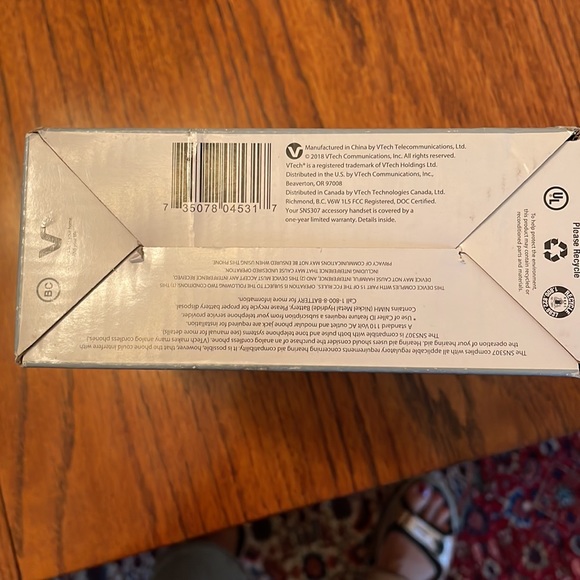 Manufactured in China by VTech Telecommunications, Ltd.
© 2018 VTech Communications, Inc. All rights reserved.
VTech® is a registered trademark of VTech Holdings Ltd.
Distributed in the U.S. by VTech Communications, Inc.,
Beaverton, OR 97008
Distributed in Canada by VTech Technologies Canada, Ltd.
Richmond, B.C. V6W 1L5 FCC Registered, DOC Certified.
Your SN5307 accessory handset is covered by a
one-year limited warranty. Details inside.
7 35078 04531 7
UL
Please Recycle
To help protect the environment,
this product may contain recycled or
reconditioned parts and materials.
BC
The SN5307 complies with all applicable regulatory requirements concerning hearing aid compatibility. It is possible, however, that the phone could interfere with
the operation of your hearing aid. Hearing aid users should consider the purchase of an analog cordless phone. (VTech makes many analog cordless phones.)
The SN5307 is compatible with both pulse and tone telephone systems (see manual for more details).
A standard 110 Volt AC outlet and modular phone jack are required for installation.
* Use of Caller ID feature requires a subscription from your telephone service provider.
Contains NiMH (Nickel Metal Hydride) Battery: Please recycle for proper battery disposal.
Call 1-800-8BATTERY for more information.
THIS DEVICE COMPLIES WITH PART 15 OF THE FCC RULES. OPERATION IS SUBJECT TO THE FOLLOWING TWO CONDITIONS: (1) THIS
DEVICE MAY NOT CAUSE HARMFUL INTERFERENCE, AND (2) THIS DEVICE MUST ACCEPT ANY INTERFERENCE RECEIVED,
INCLUDING INTERFERENCE THAT MAY CAUSE UNDESIRED OPERATION.
PRIVACY OF COMMUNICATIONS MAY NOT BE ENSURED WHEN USING THIS PHONE.